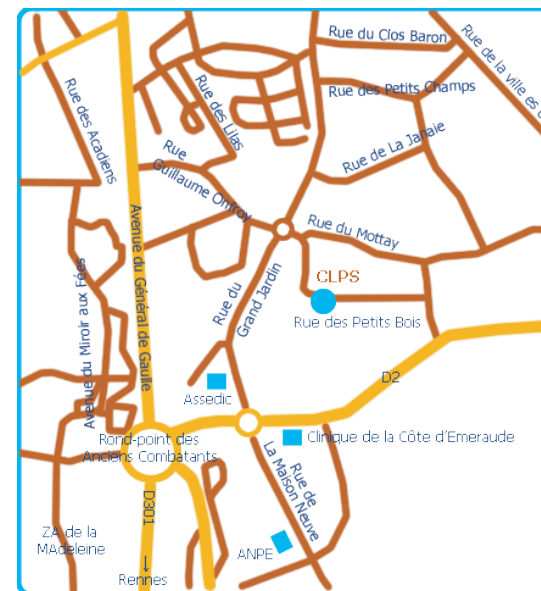 Rue du Clos Baron
Rue de la ville es
Rue des Petits Champs
Rue des Acadiens
Rue des Lilas
Rue de La Janaie
Rue
Guillaume Onfroy
Avenue du Général de Gaulle
Rue du Mottay
CLPS
Rue du
Grand Jardin
Avenue du Miroir aux Fées
Rue des Petits Bois
D2
Assedic
Clinique de la Côte d'Emeraude
Rond-point des
Anciens Combattants
Rue de
La Maison Neuve
D301
ZA de la
MAdeleine
ANPE
↓
Rennes